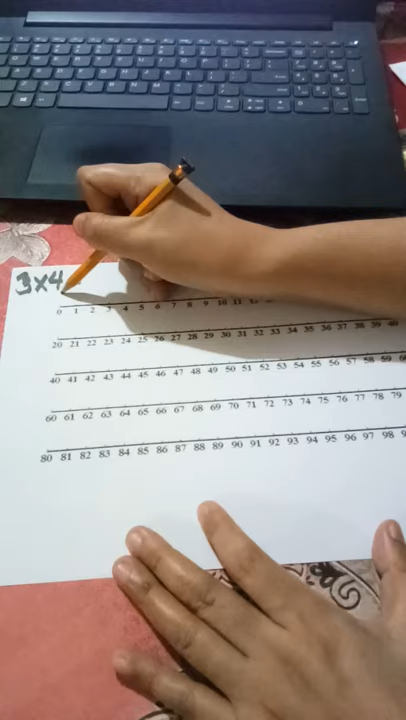 3x4
0 1 2 3 4 5 6 7 8 9 10 11
20 21 22 23 24 25 26 27 28 29 30 31 32 33 34 35 36 37 38 39 40
40 41 42 43 44 45 46 47 48 49 50 51 52 53 54 55 56 57 58 59
60 61 62 63 64 65 66 67 68 69 70 71 72 73 74 75 76 77 78 79
80 81 82 83 84 85 86 87 88 89 90 91 92 93 94 95 96 97 98